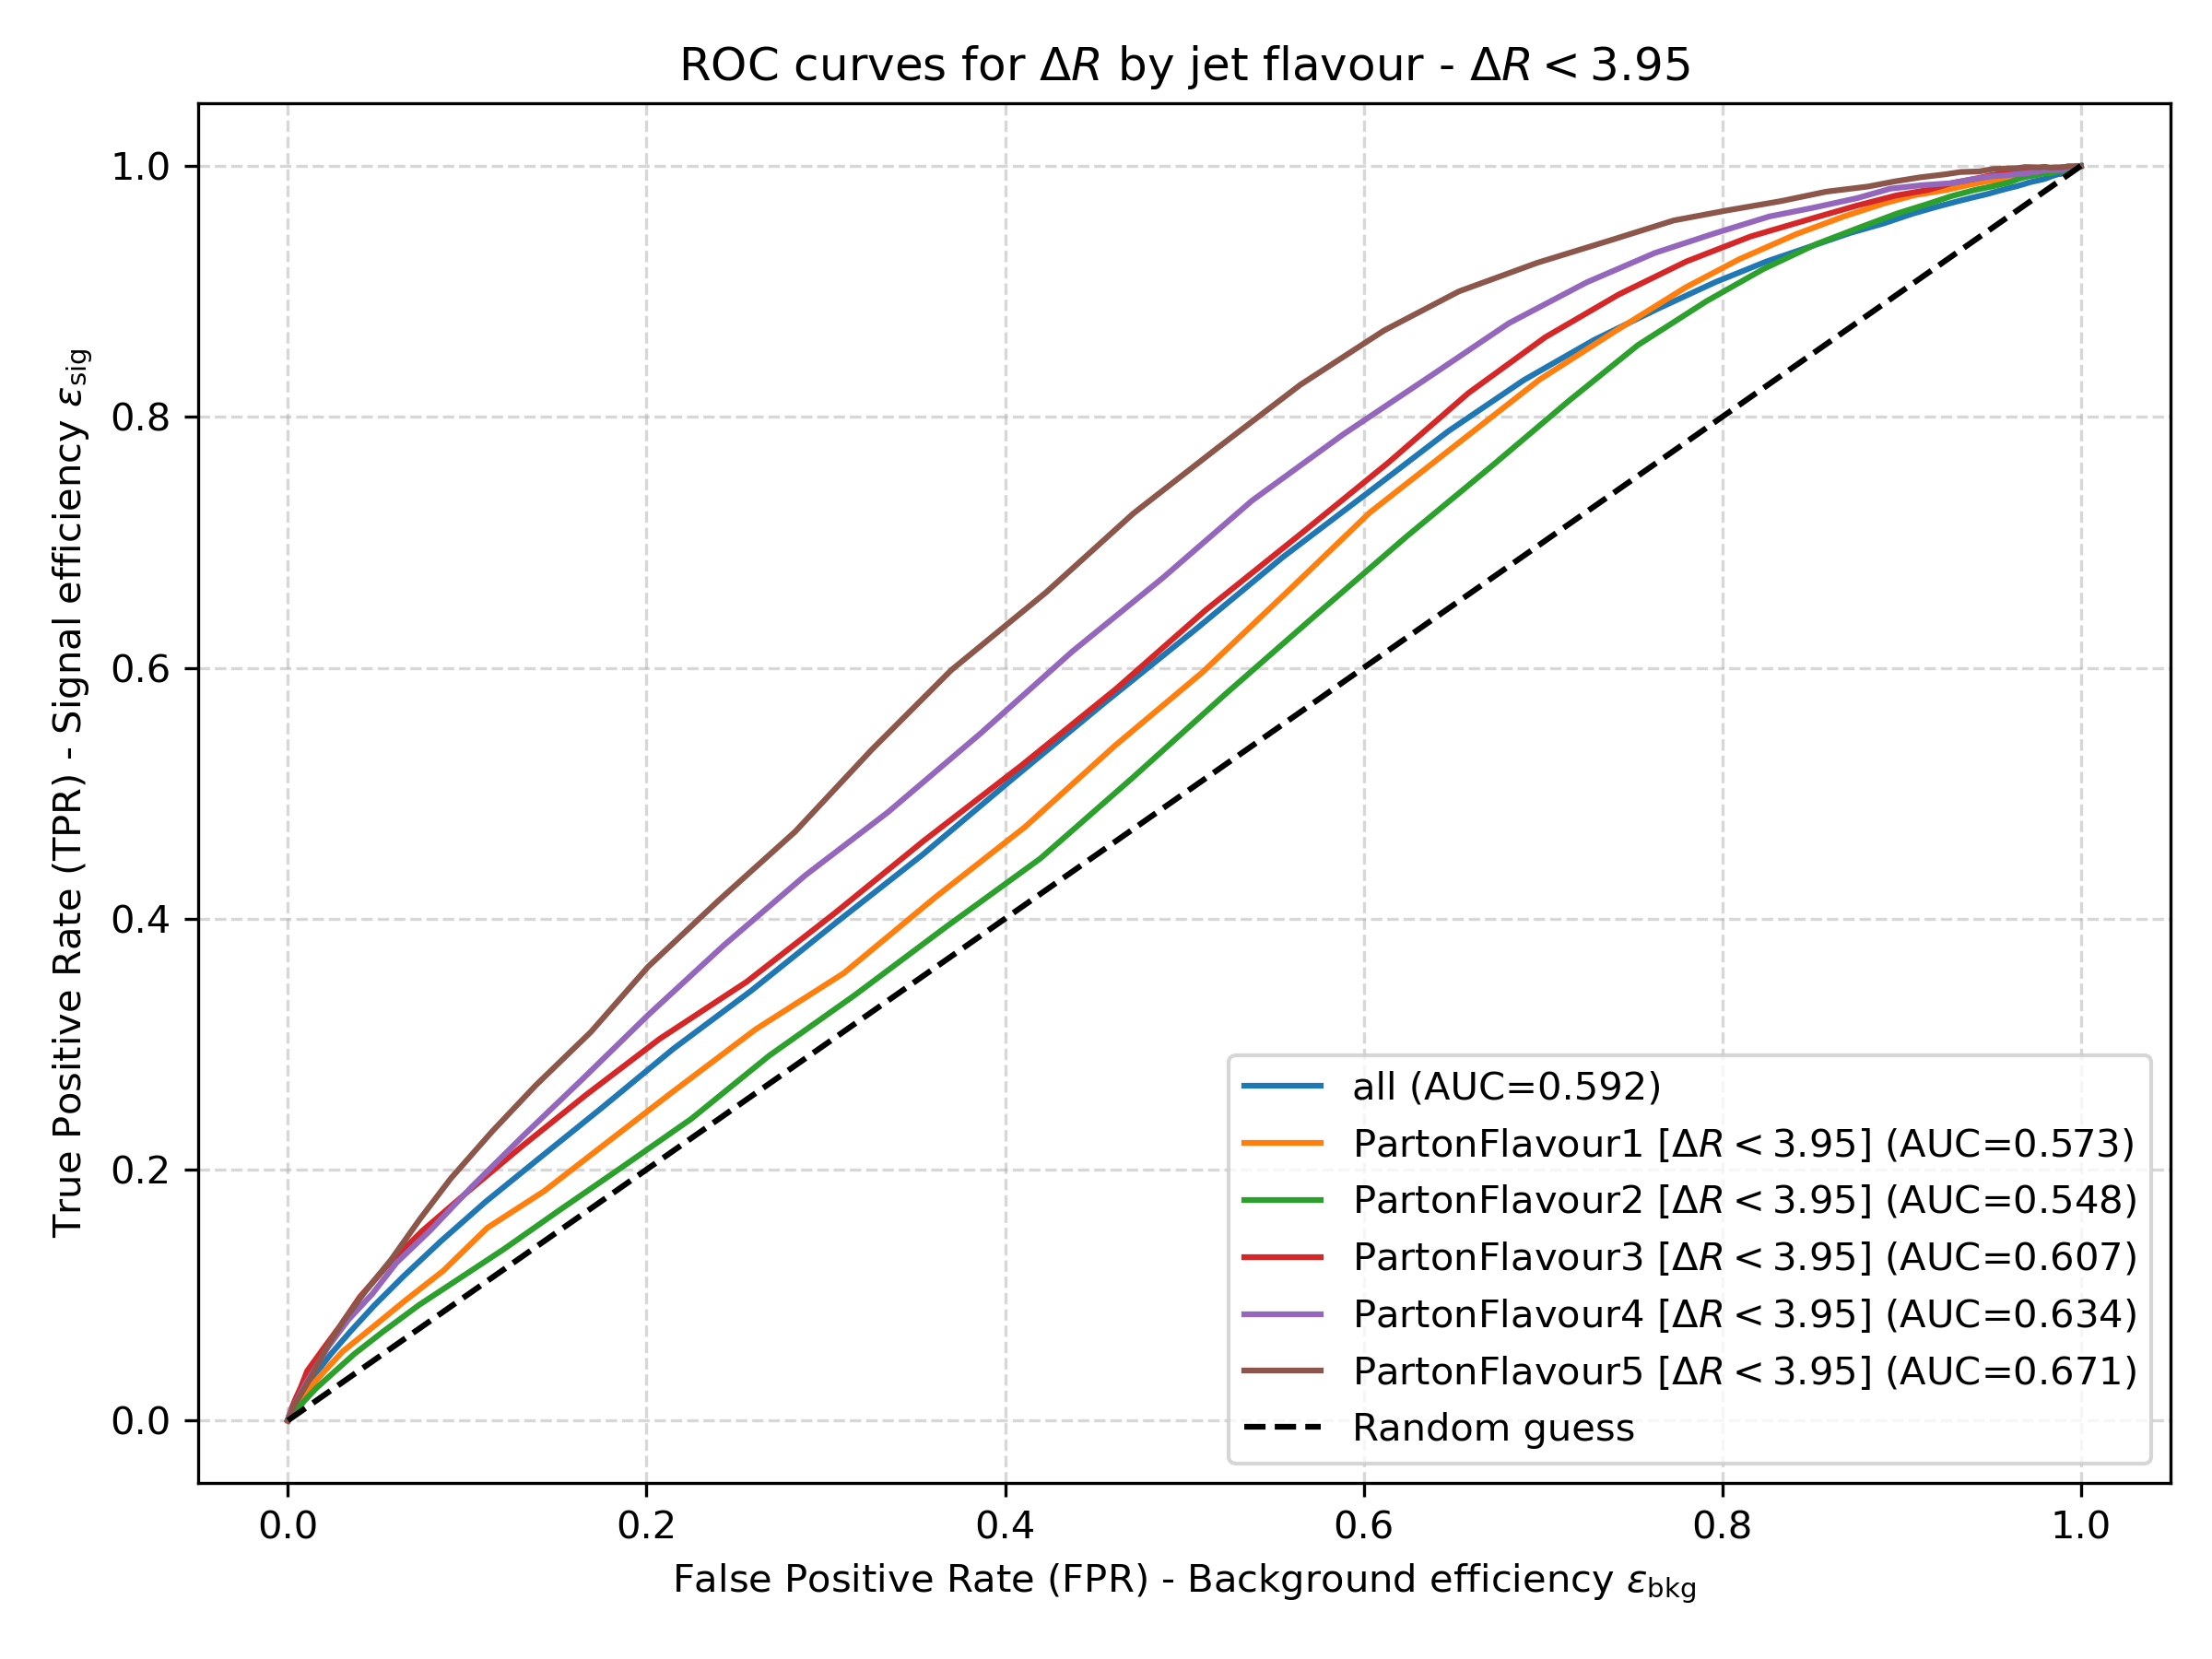 ROC curves for ΔR by jet flavour - ΔR < 3.95
True Positive Rate (TPR) - Signal efficiency ε_sig
1.0
0.8
0.6
0.4
0.2
0.0
all (AUC=0.592)
PartonFlavour1 [ΔR < 3.95] (AUC=0.573)
PartonFlavour2 [ΔR < 3.95] (AUC=0.548)
PartonFlavour3 [ΔR < 3.95] (AUC=0.607)
PartonFlavour4 [ΔR < 3.95] (AUC=0.634)
PartonFlavour5 [ΔR < 3.95] (AUC=0.671)
Random guess
0.0 0.2 0.4 0.6 0.8 1.0
False Positive Rate (FPR) - Background efficiency ε_bkg